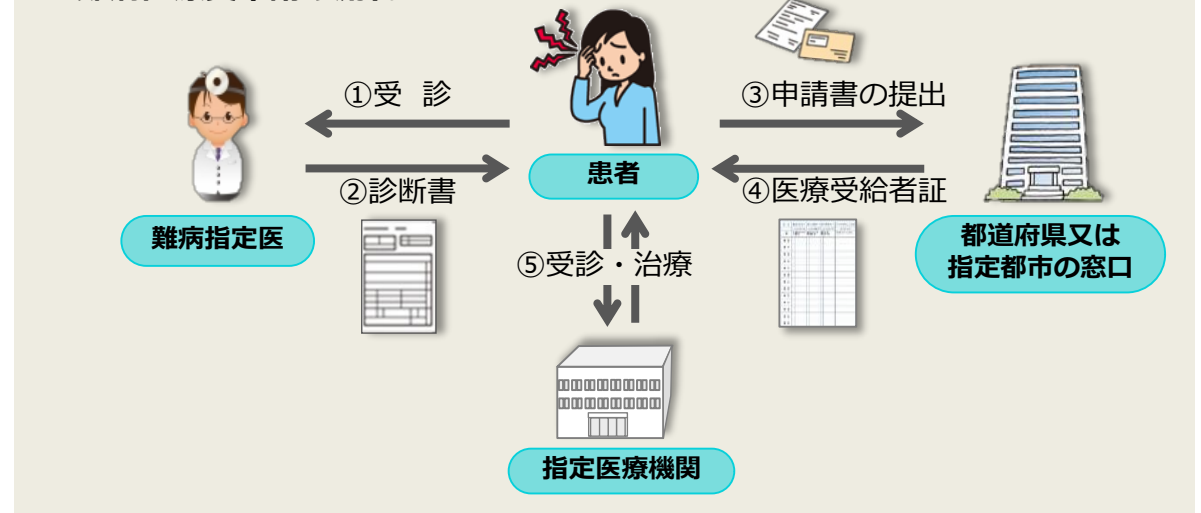 ①受 診
③申請書の提出
②診断書
患者
④医療受給者証
難病指定医
⑤受診・治療
都道府県又は
指定都市の窓口
指定医療機関